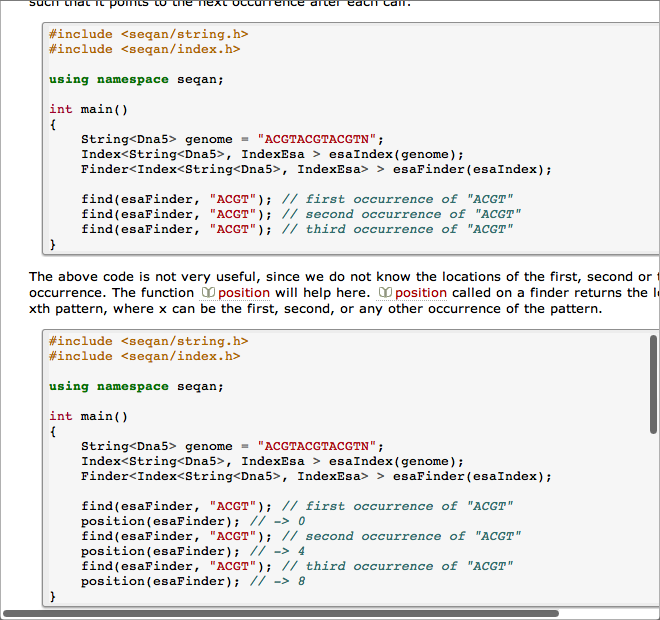 such that it points to the next occurrence after each call.
#include <seqan/string.h>
#include <seqan/index.h>
using namespace seqan;
int main()
{
String<Dna5> genome = "ACGTACGTACGTN";
Index<String<Dna5>, IndexEsa > esaIndex(genome);
Finder<Index<String<Dna5>, IndexEsa> > esaFinder(esaIndex);
find(esaFinder, "ACGT"); // first occurrence of "ACGT"
find(esaFinder, "ACGT"); // second occurrence of "ACGT"
find(esaFinder, "ACGT"); // third occurrence of "ACGT"
}
The above code is not very useful, since we do not know the locations of the first, second or
occurrence. The function position will help here. position called on a finder returns the
xth pattern, where x can be the first, second, or any other occurrence of the pattern.
#include <seqan/string.h>
#include <seqan/index.h>
using namespace seqan;
int main()
{
String<Dna5> genome = "ACGTACGTACGTN";
Index<String<Dna5>, IndexEsa > esaIndex(genome);
Finder<Index<String<Dna5>, IndexEsa> > esaFinder(esaIndex);
find(esaFinder, "ACGT"); // first occurrence of "ACGT"
position(esaFinder); // -> 0
find(esaFinder, "ACGT"); // second occurrence of "ACGT"
position(esaFinder); // -> 4
find(esaFinder, "ACGT"); // third occurrence of "ACGT"
position(esaFinder); // -> 8
}